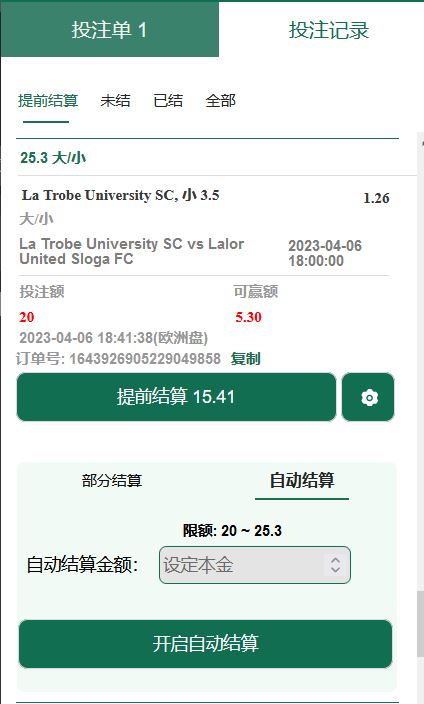 投注单 1
投注记录
提前结算 未结 已结 全部
25.3 大/小
La Trobe University SC, 小 3.5
1.26
大/小
La Trobe University SC vs Lalor
United Sloga FC
2023-04-06
18:00:00
投注额
可赢额
20
5.30
2023-04-06 18:41:38(欧洲盘)
订单号: 1643926905229049858 复制
提前结算 15.41
部分结算
自动结算
限额: 20 ~ 25.3
自动结算金额:
设定本金
开启自动结算